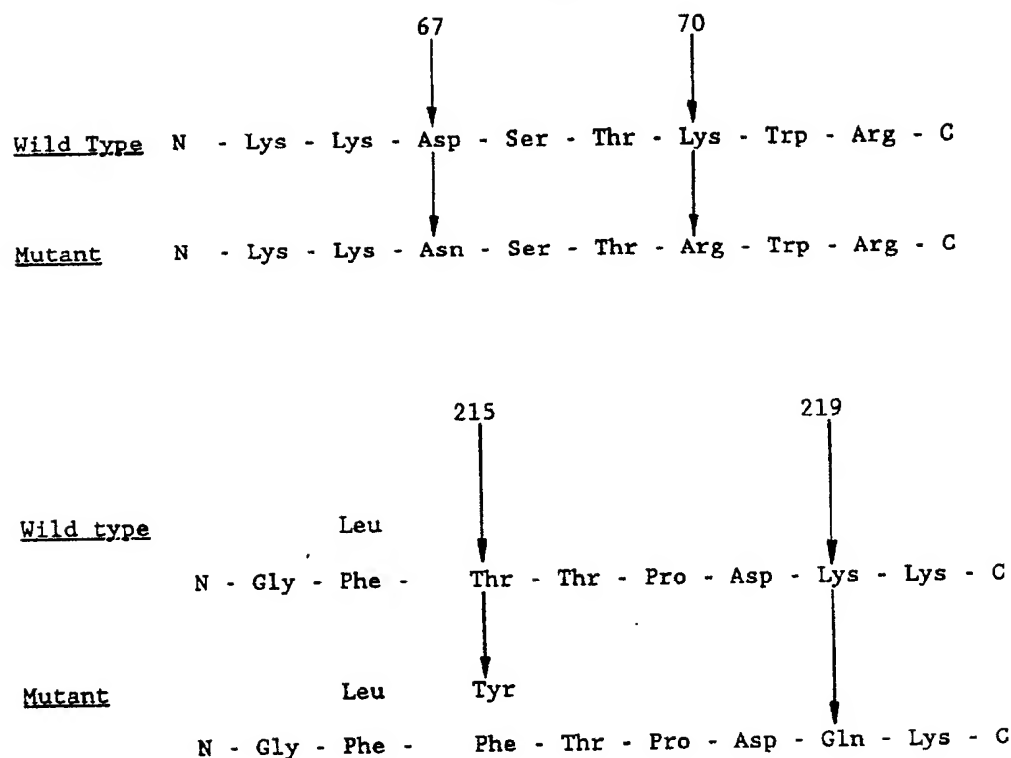 67 70
Wild Type N - Lys - Lys - Asp - Ser - Thr - Lys - Trp - Arg - C
Mutant N - Lys - Lys - Asn - Ser - Thr - Arg - Trp - Arg - C
215 219
Wild type Leu
N - Gly - Phe - Thr - Thr - Pro - Asp - Lys - Lys - C
Mutant Leu Tyr
N - Gly - Phe - Phe - Thr - Pro - Asp - Gln - Lys - C